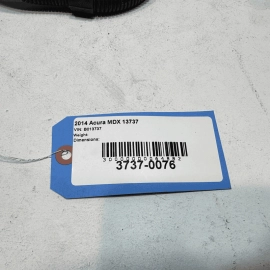 2014 Acura MDX 13737
VIN: B013737
Weight:
Dimensions:
3737-0076